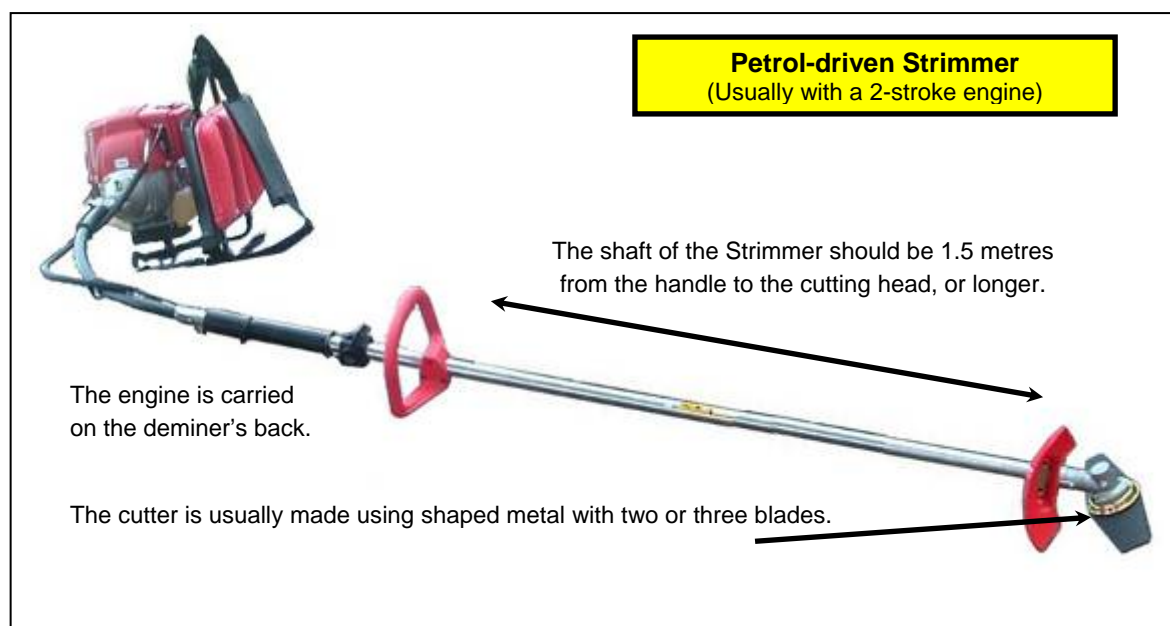 Petrol-driven Strimmer
(Usually with a 2-stroke engine)
The shaft of the Strimmer should be 1.5 metres
from the handle to the cutting head, or longer.
The engine is carried
on the deminer’s back.
The cutter is usually made using shaped metal with two or three blades.